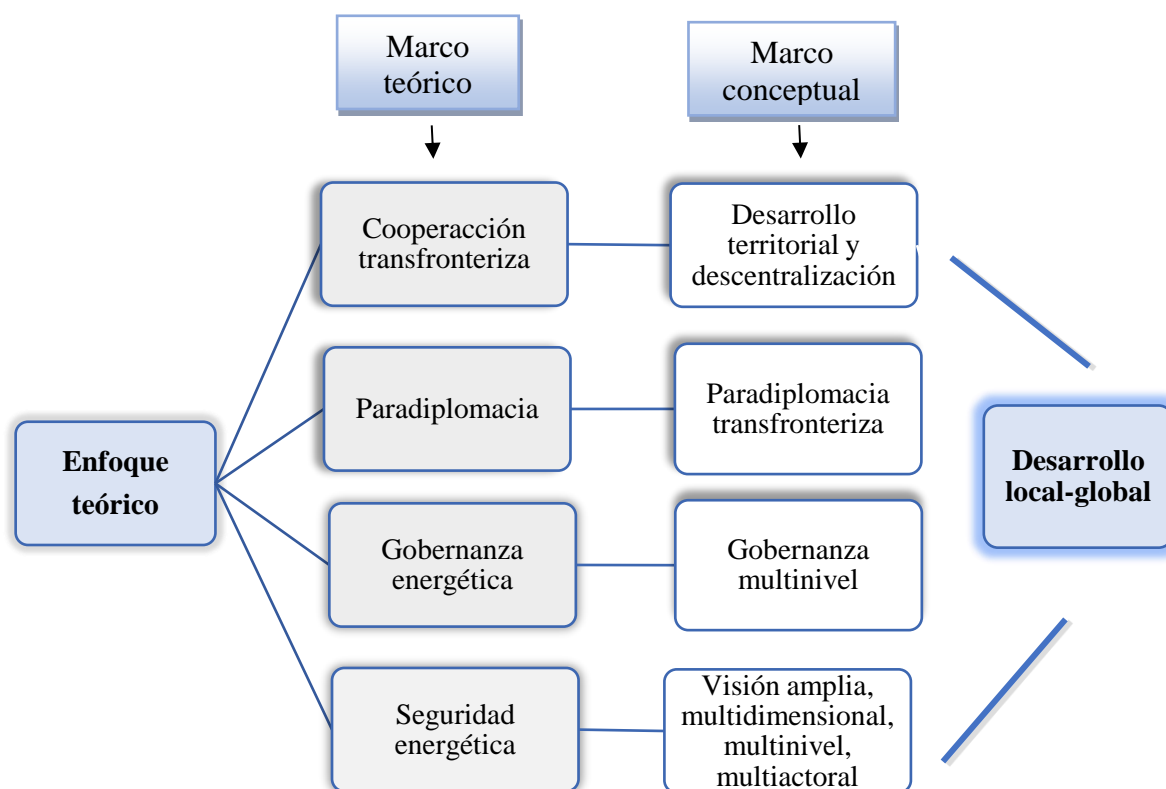 Marco
teórico
Marco
conceptual
Cooperacción
transfronteriza
Desarrollo
territorial y
descentralización
Paradiplomacia
Paradiplomacia
transfronteriza
Enfoque
teórico
Desarrollo
local-global
Gobernanza
energética
Gobernanza
multinivel
Seguridad
energética
Visión amplia,
multidimensional,
multinivel,
multiactoral